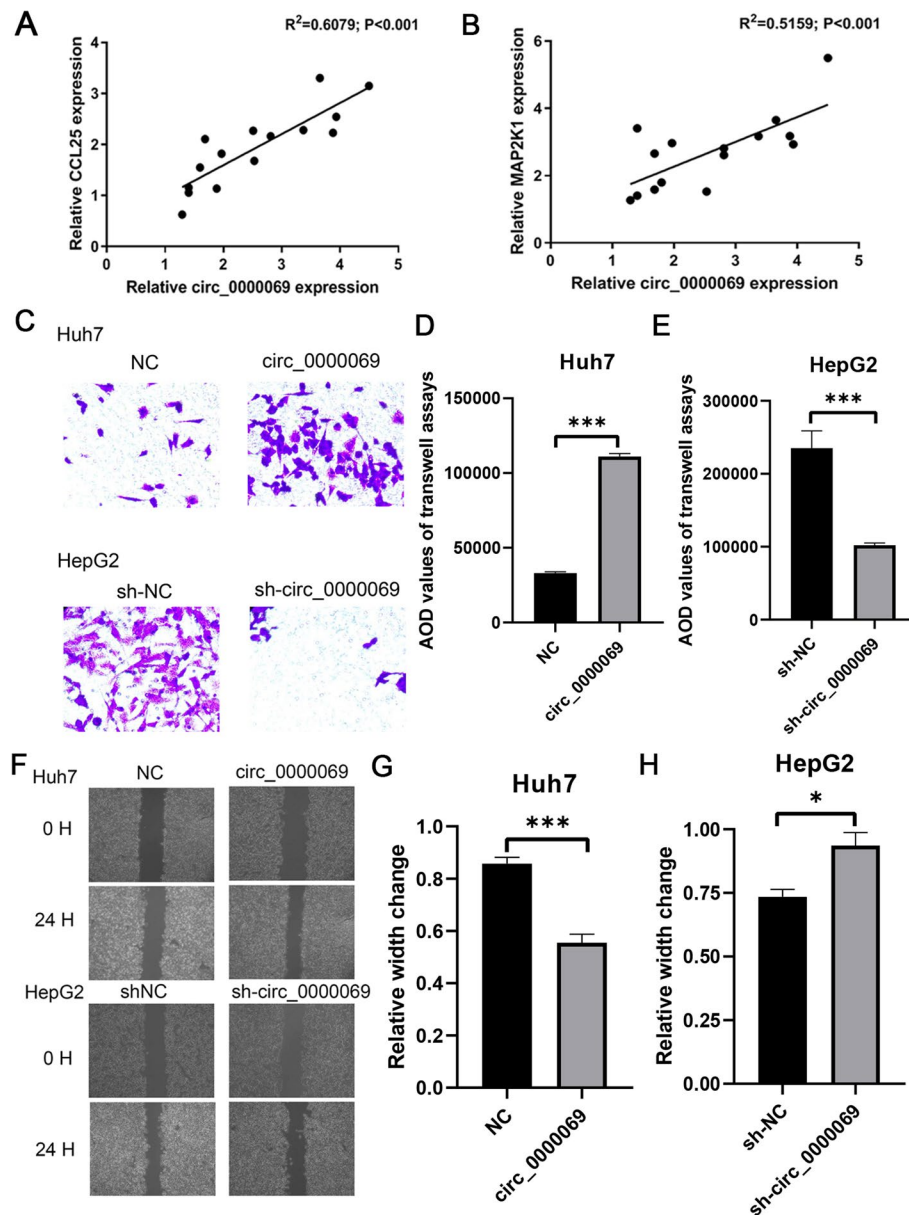 A
R²=0.6079; P<0.001
Relative CCL25 expression
4
3
2
1
0
0 1 2 3 4 5
Relative circ_0000069 expression
B
R²=0.5159; P<0.001
Relative MAP2K1 expression
6
4
2
0
0 1 2 3 4 5
Relative circ_0000069 expression
C
Huh7
NC circ_0000069
HepG2
sh-NC sh-circ_0000069
D
Huh7
AOD values of transwell assays
150000
100000
50000
0
***
NC
circ_0000069
E
HepG2
AOD values of transwell assays
300000
200000
100000
0
***
sh-NC
sh-circ_0000069
F
Huh7
NC circ_0000069
0 H
24 H
HepG2
shNC sh-circ_0000069
0 H
24 H
G
Huh7
Relative width change
1.0
0.8
0.6
0.4
0.2
0.0
***
NC
circ_0000069
H
HepG2
Relative width change
1.00
0.75
0.50
0.25
0.00
*
sh-NC
sh-circ_0000069